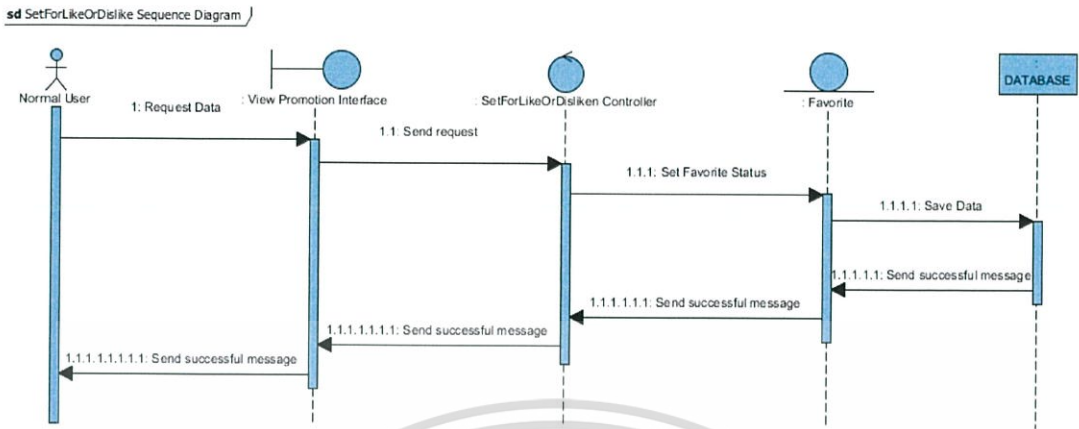 sd SetForLikeOrDislike Sequence Diagram
Normal User
: View Promotion Interface
: SetForLikeOrDisliken Controller
: Favorite
:
DATABASE
1: Request Data
1.1: Send request
1.1.1: Set Favorite Status
1.1.1.1: Save Data
1.1.1.1.1: Send successful message
1.1.1.1.1.1: Send successful message
1.1.1.1.1.1.1: Send successful message
1.1.1.1.1.1.1.1: Send successful message